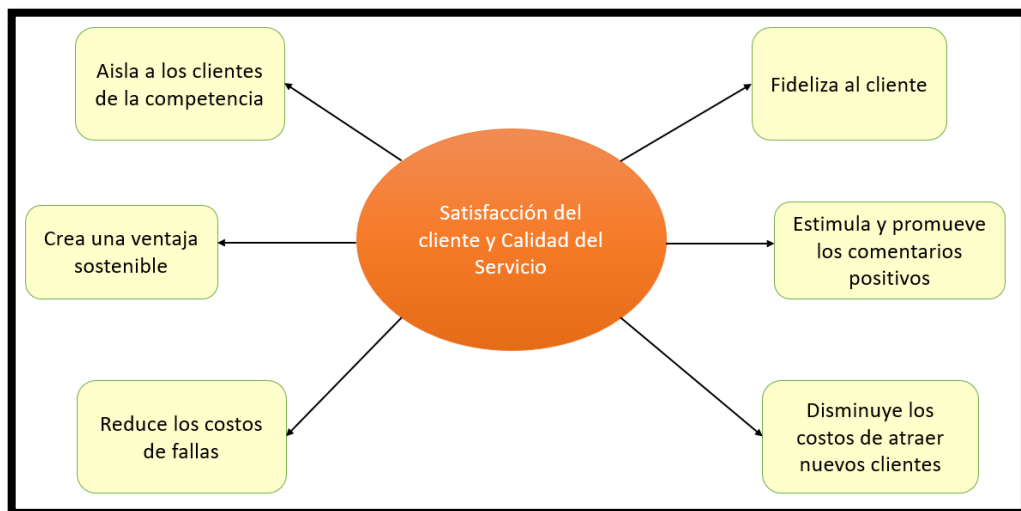 Aisla a los clientes
de la competencia
Fideliza al cliente
Satisfacción del
cliente y Calidad del
Servicio
Crea una ventaja
sostenible
Estimula y promueve
los comentarios
positivos
Reduce los costos
de fallas
Disminuye los
costos de atraer
nuevos clientes